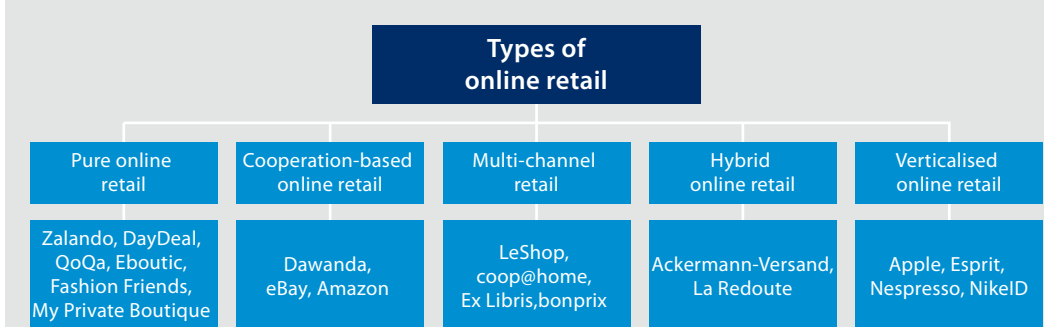 Types of
online retail
Pure online
retail
Cooperation-based
online retail
Multi-channel
retail
Hybrid
online retail
Verticalised
online retail
Zalando, DayDeal,
QoQa, Eboutic,
Fashion Friends,
My Private Boutique
Dawanda,
eBay, Amazon
LeShop,
coop@home,
Ex Libris,bonprix
Ackermann-Versand,
La Redoute
Apple, Esprit,
Nespresso, NikeID